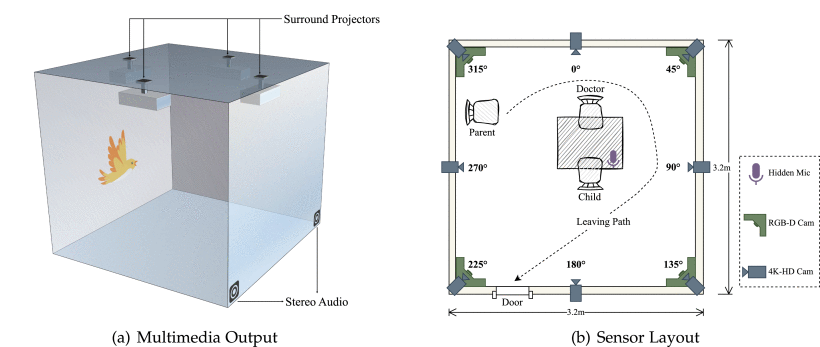 Surround Projectors
Stereo Audio
(a) Multimedia Output
315°
0°
45°
Parent
Doctor
270°
90°
3.2m
Child
Leaving Path
225°
180°
135°
Door
3.2m
Hidden Mic
RGB-D Cam
4K-HD Cam
(b) Sensor Layout